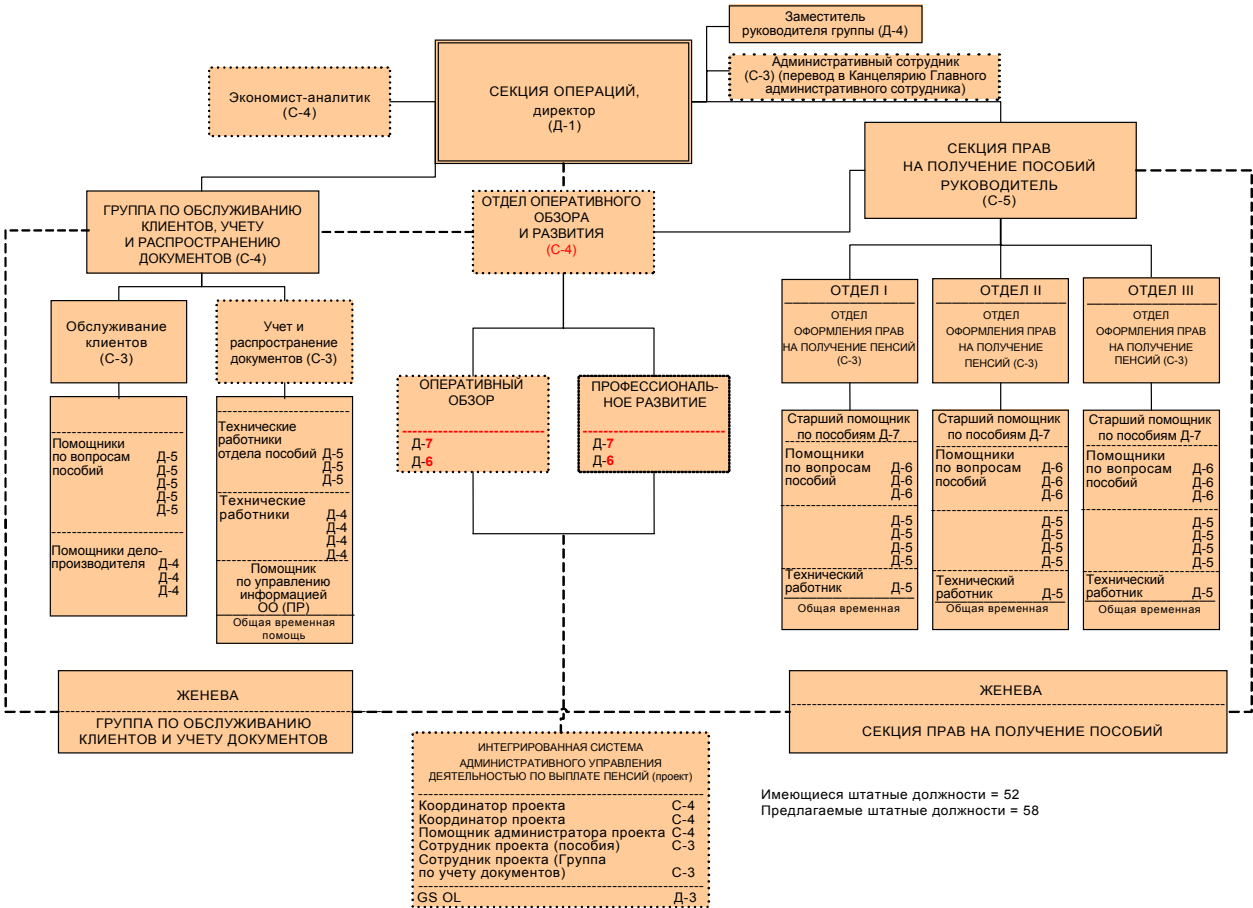 Заместитель
руководителя группы (Д-4)
Административный сотрудник
(С-3) (перевод в Канцелярию Главного
административного сотрудника)
СЕКЦИЯ ОПЕРАЦИЙ,
директор
(Д-1)
Экономист-аналитик
(С-4)
СЕКЦИЯ ПРАВ
НА ПОЛУЧЕНИЕ ПОСОБИЙ
РУКОВОДИТЕЛЬ
(С-5)
ГРУППА ПО ОБСЛУЖИВАНИЮ
КЛИЕНТОВ, УЧЕТУ
И РАСПРОСТРАНЕНИЮ
ДОКУМЕНТОВ (С-4)
ОТДЕЛ ОПЕРАТИВНОГО
ОБЗОРА
И РАЗВИТИЯ
(С-4)
Обслуживание
клиентов
(С-3)
Учет и
распространение
документов (С-3)
ОТДЕЛ I
ОТДЕЛ
ОФОРМЛЕНИЯ ПРАВ
НА ПОЛУЧЕНИЕ ПЕНСИЙ
(С-3)
ОТДЕЛ II
ОТДЕЛ
ОФОРМЛЕНИЯ ПРАВ
НА ПОЛУЧЕНИЕ
ПЕНСИЙ (С-3)
ОТДЕЛ III
ОТДЕЛ
ОФОРМЛЕНИЯ ПРАВ
НА ПОЛУЧЕНИЕ
ПЕНСИЙ (С-3)
ОПЕРАТИВНЫЙ
ОБЗОР
Д-7
Д-6
ПРОФЕССИОНАЛЬ-
НОЕ РАЗВИТИЕ
Д-7
Д-6
Помощники
по вопросам Д-5
пособий Д-5
Д-5
Д-5
Д-5
Помощники дело-
производителя Д-4
Д-4
Д-4
Технические
работники
отдела пособий Д-5
Д-5
Д-5
Технические
работники Д-4
Д-4
Д-4
Д-4
Помощник
по управлению
информацией
ОО (ПР)
Общая временная
помощь
Старший помощник
по пособиям Д-7
Помощники
по вопросам Д-6
пособий Д-6
Д-6
Д-5
Д-5
Д-5
Д-5
Технический
работник Д-5
Общая временная
Старший помощник
по пособиям Д-7
Помощники
по вопросам Д-6
пособий Д-6
Д-6
Д-5
Д-5
Д-5
Д-5
Технический
работник Д-5
Общая временная
Старший помощник
по пособиям Д-7
Помощники
по вопросам Д-6
пособий Д-6
Д-6
Д-5
Д-5
Д-5
Д-5
Технический
работник Д-5
Общая временная
ЖЕНЕВА
ГРУППА ПО ОБСЛУЖИВАНИЮ
КЛИЕНТОВ И УЧЕТУ ДОКУМЕНТОВ
ЖЕНЕВА
СЕКЦИЯ ПРАВ НА ПОЛУЧЕНИЕ ПОСОБИЙ
ИНТЕГРИРОВАННАЯ СИСТЕМА
АДМИНИСТРАТИВНОГО УПРАВЛЕНИЯ
ДЕЯТЕЛЬНОСТЬЮ ПО ВЫПЛАТЕ ПЕНСИЙ (проект)
Координатор проекта С-4
Координатор проекта С-4
Помощник администратора проекта С-4
Сотрудник проекта (пособия) С-3
Сотрудник проекта (Группа
по учету документов) С-3
GS OL Д-3
Имеющиеся штатные должности = 52
Предлагаемые штатные должности = 58